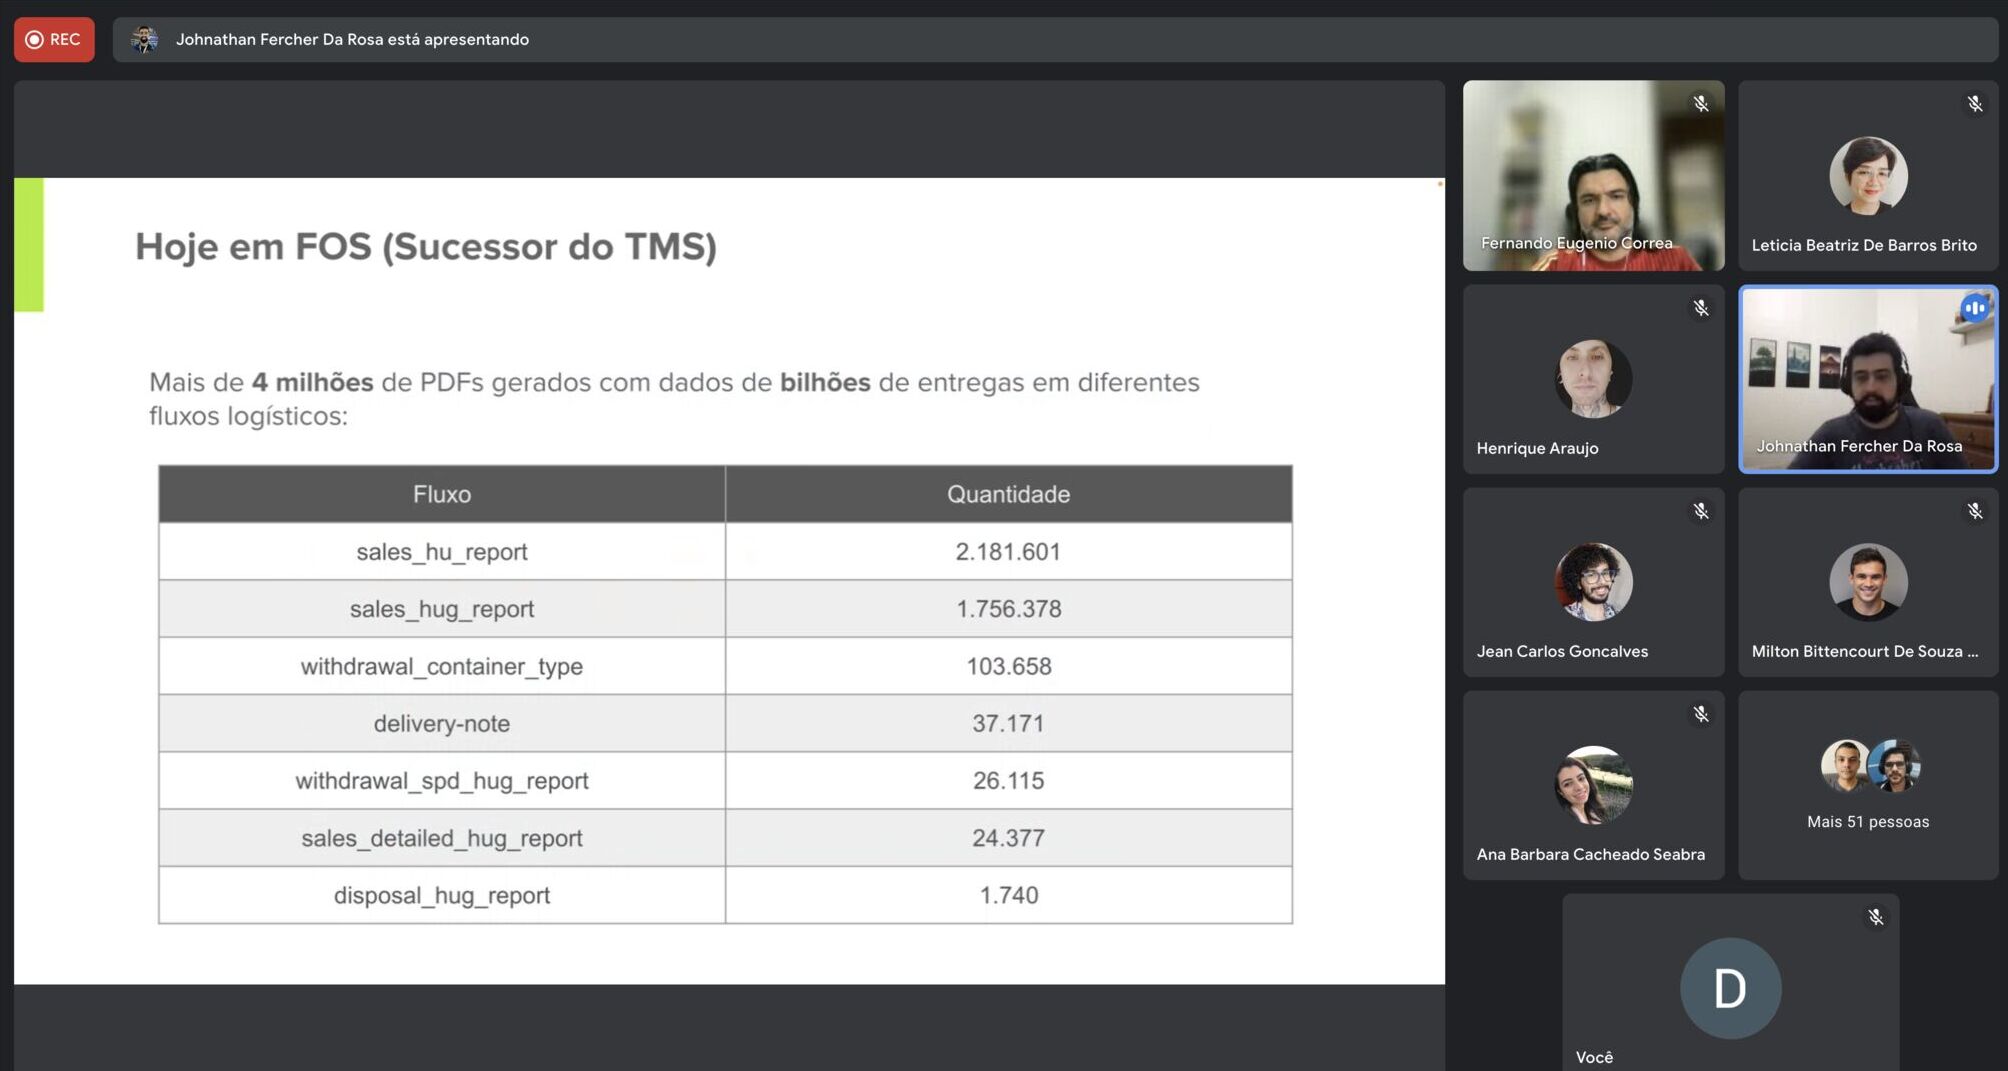 REC
Johnathan Fercher Da Rosa está apresentando
Hoje em FOS (Sucessor do TMS)
Mais de 4 milhões de PDFs gerados com dados de bilhões de entregas em diferentes
fluxos logísticos:
Fluxo Quantidade
sales_hu_report 2.181.601
sales_hug_report 1.756.378
withdrawal_container_type 103.658
delivery-note 37.171
withdrawal_spd_hug_report 26.115
sales_detailed_hug_report 24.377
disposal_hug_report 1.740
Fernando Eugenio Correa
Leticia Beatriz De Barros Brito
Henrique Araujo
Johnathan Fercher Da Rosa
Jean Carlos Goncalves
Milton Bittencourt De Souza ...
Ana Barbara Cacheado Seabra
Mais 51 pessoas
D
Você